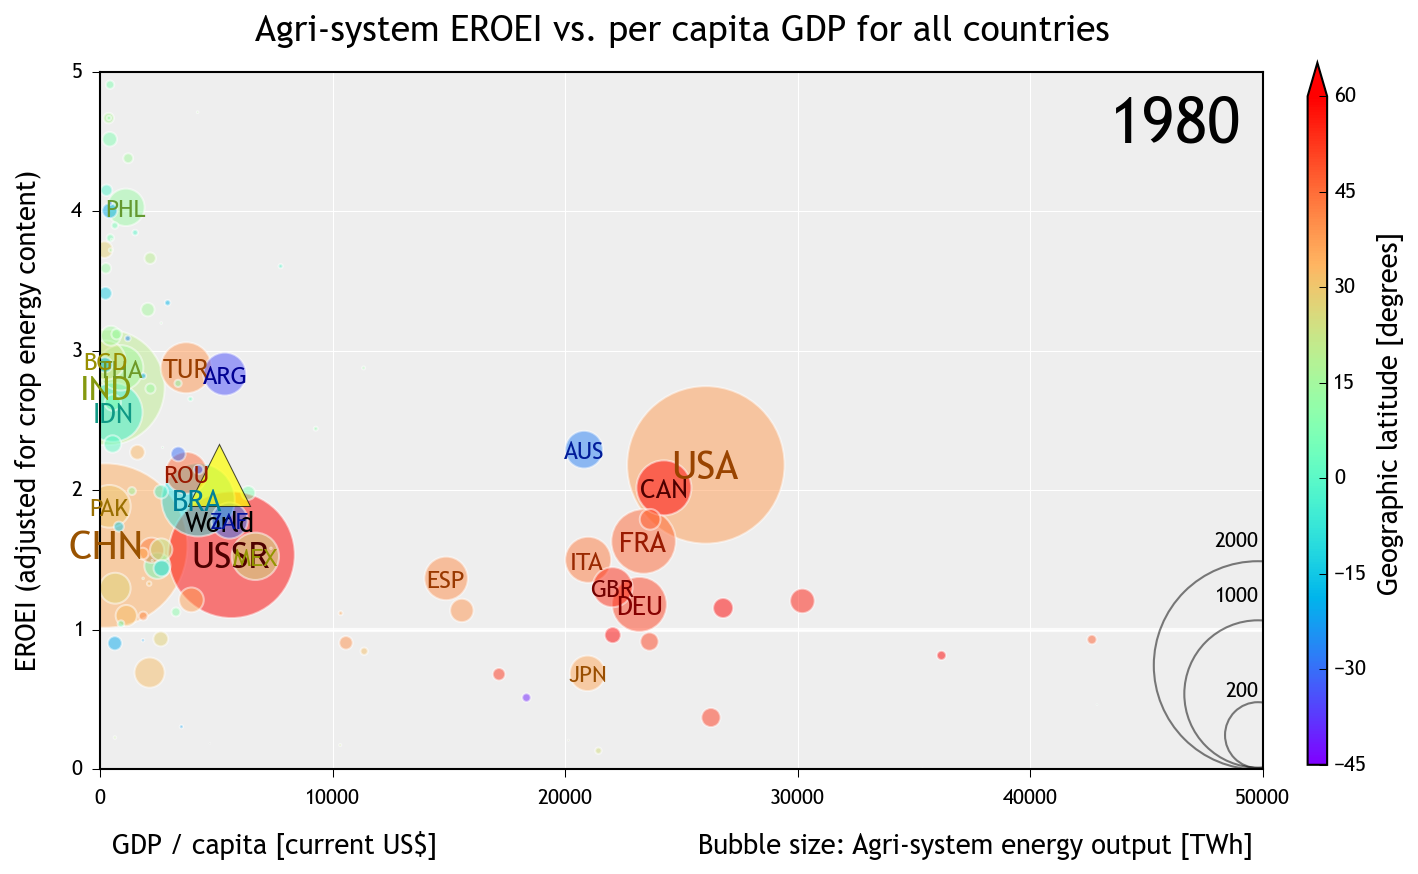 Agri-system EROEI vs. per capita GDP for all countries
1980
EROEI (adjusted for crop energy content)
5
4
3
2
1
0
PHL
BGD
THA
IND
IDN
TUR
ARG
ROU
BRA
PAK
World
ZAF
CHN
USSR
MEX
AUS
USA
CAN
FRA
ITA
ESP
GBR
DEU
JPN
2000
1000
200
0
10000
20000
30000
40000
50000
GDP / capita [current US$]
Bubble size: Agri-system energy output [TWh]
60
45
30
15
0
−15
−30
−45
Geographic latitude [degrees]